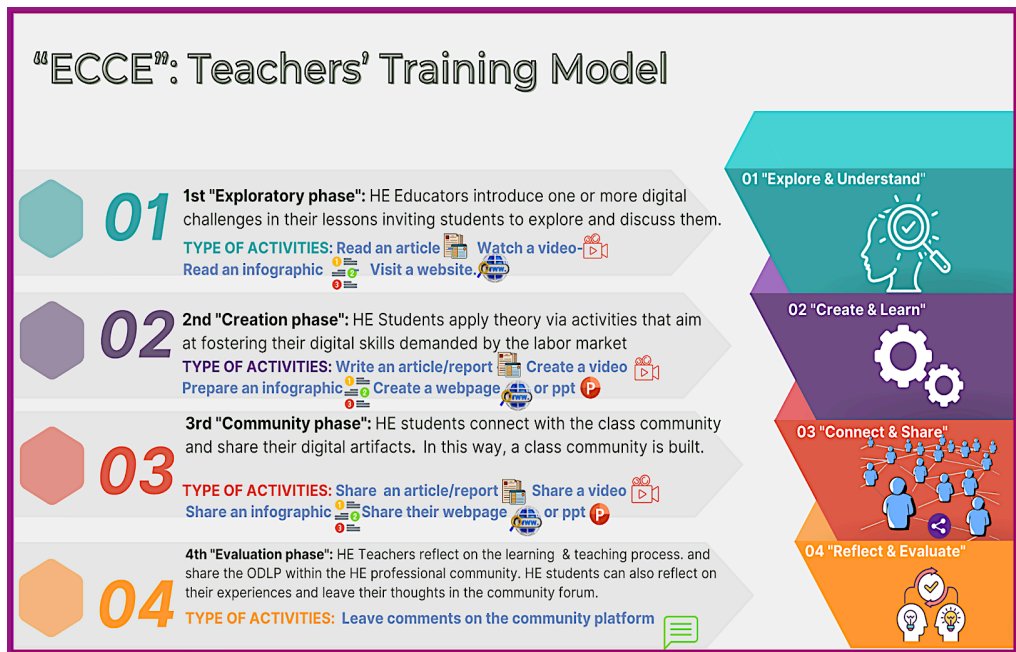 “ECCE”: Teachers’ Training Model
01
1st "Exploratory phase": HE Educators introduce one or more digital
challenges in their lessons inviting students to explore and discuss them.
TYPE OF ACTIVITIES: Read an article Watch a video-
Read an infographic Visit a website.
02
2nd "Creation phase": HE Students apply theory via activities that aim
at fostering their digital skills demanded by the labor market
TYPE OF ACTIVITIES: Write an article/report Create a video
Prepare an infographic Create a webpage or ppt
03
3rd "Community phase": HE students connect with the class community
and share their digital artifacts. In this way, a class community is built.
TYPE OF ACTIVITIES: Share an article/report Share a video
Share an infographic Share their webpage or ppt
04
4th "Evaluation phase": HE Teachers reflect on the learning & teaching process. and
share the ODLP within the HE professional community. HE students can also reflect on
their experiences and leave their thoughts in the community forum.
TYPE OF ACTIVITIES: Leave comments on the community platform
01 "Explore & Understand"
02 "Create & Learn"
03 "Connect & Share"
04 "Reflect & Evaluate"